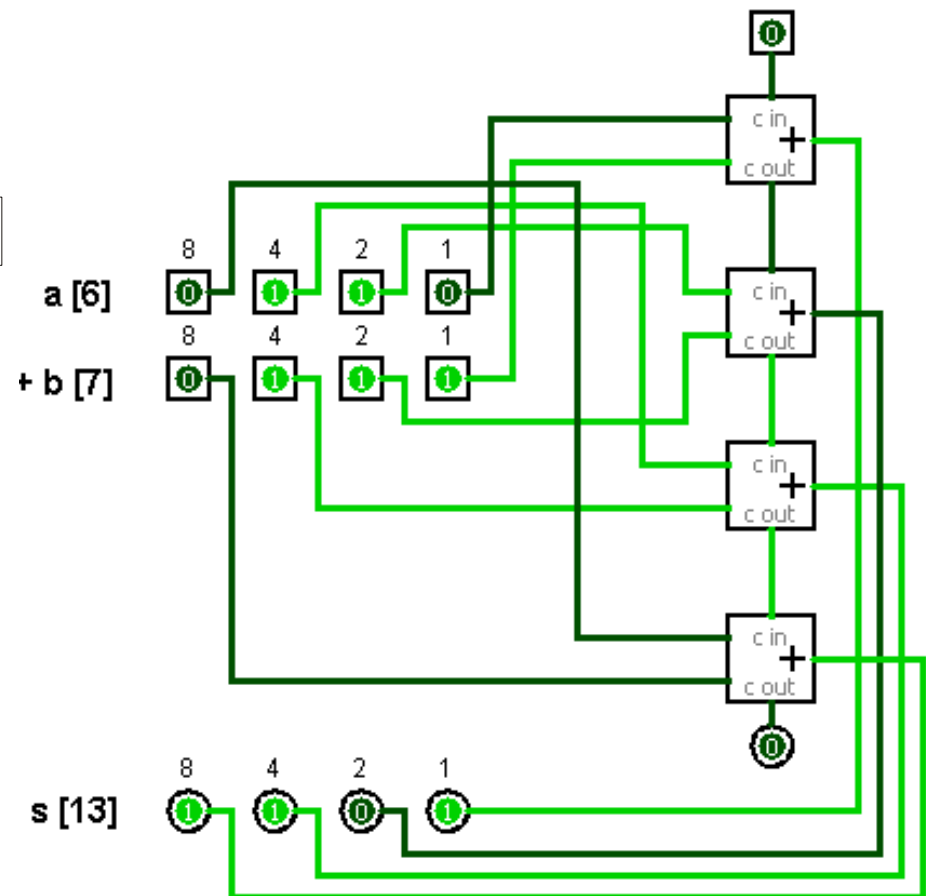 0
c in
+
c out
8 4 2 1
a [6] 0 1 1 0
c in
+
c out
8 4 2 1
+ b [7] 0 1 1 1
c in
+
c out
c in
+
c out
0
8 4 2 1
s [13] 1 1 0 1